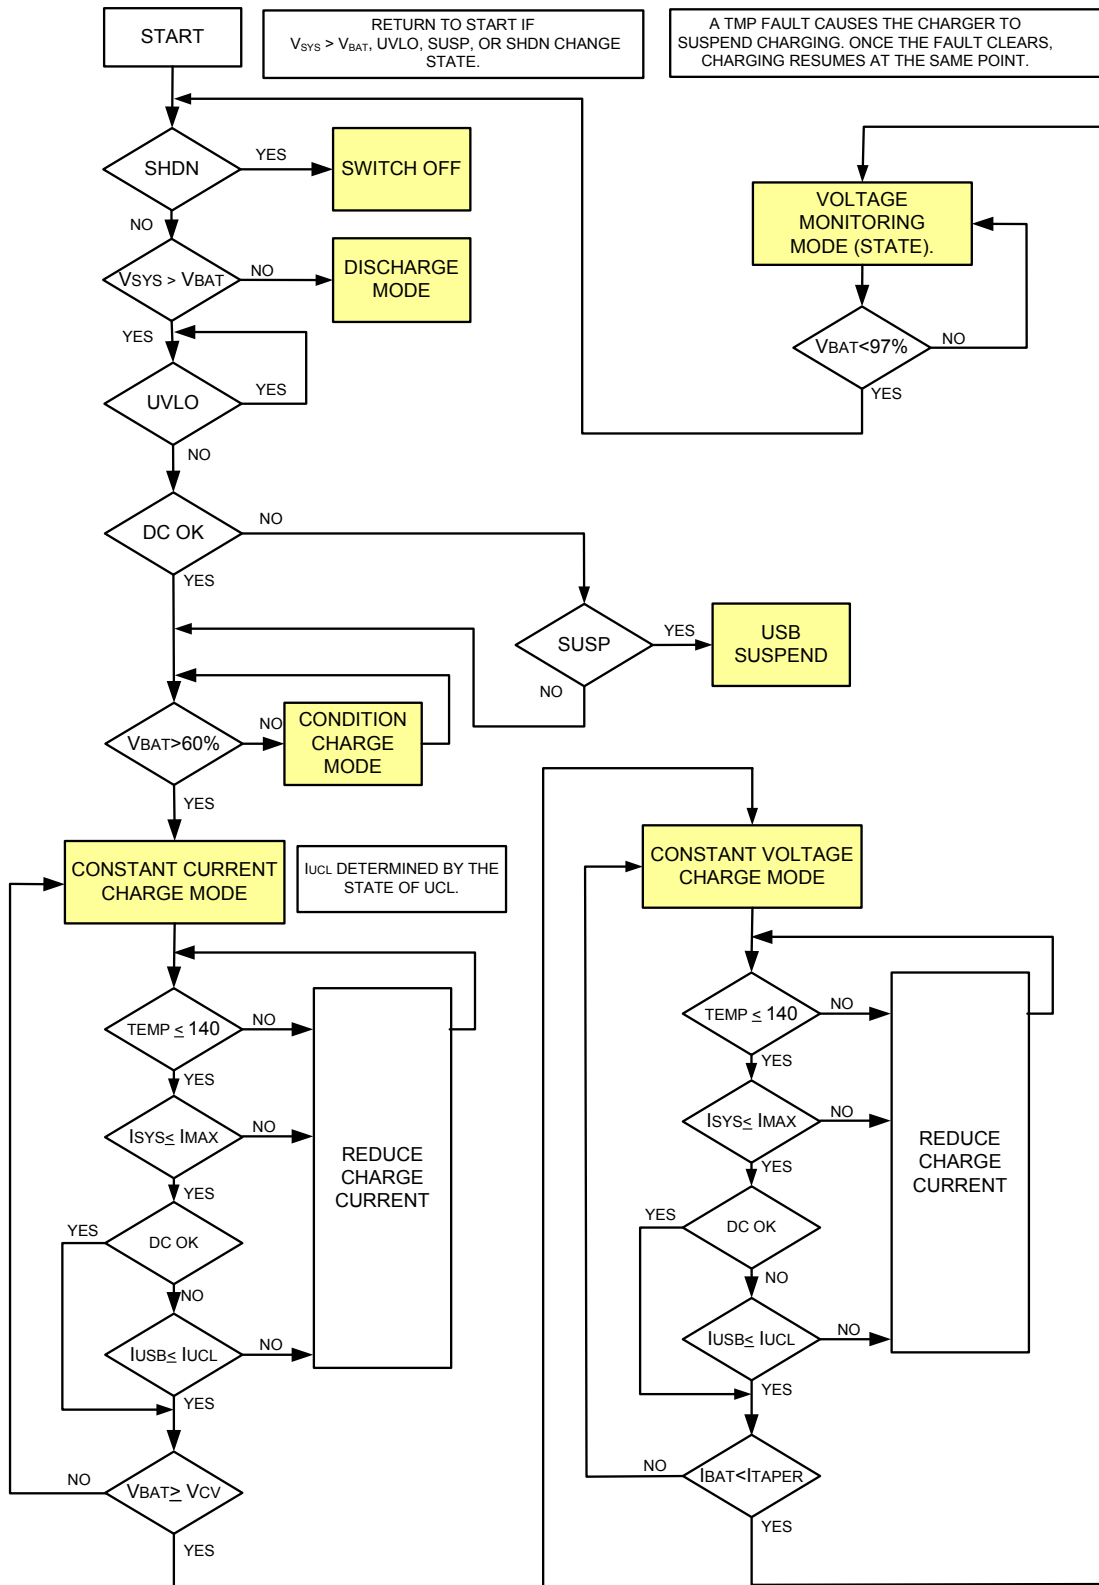 START
RETURN TO START IF
VSYS > VBAT, UVLO, SUSP, OR SHDN CHANGE
STATE.
A TMP FAULT CAUSES THE CHARGER TO
SUSPEND CHARGING. ONCE THE FAULT CLEARS,
CHARGING RESUMES AT THE SAME POINT.
SHDN
YES
SWITCH OFF
NO
VSYS > VBAT
NO
DISCHARGE
MODE
YES
UVLO
YES
NO
DC OK
NO
YES
SUSP
YES
USB
SUSPEND
NO
VBAT>60%
NO
CONDITION
CHARGE
MODE
YES
CONSTANT CURRENT
CHARGE MODE
IUCL DETERMINED BY THE
STATE OF UCL.
TEMP ≤ 140
NO
YES
ISYS≤ IMAX
NO
YES
REDUCE
CHARGE
CURRENT
YES
DC OK
NO
IUSB≤ IUCL
NO
YES
NO
VBAT≥ VCV
YES
VOLTAGE
MONITORING
MODE (STATE).
VBAT<97%
NO
YES
CONSTANT VOLTAGE
CHARGE MODE
TEMP ≤ 140
NO
YES
ISYS≤ IMAX
NO
YES
REDUCE
CHARGE
CURRENT
YES
DC OK
NO
IUSB≤ IUCL
NO
YES
NO
IBAT<ITAPER
YES